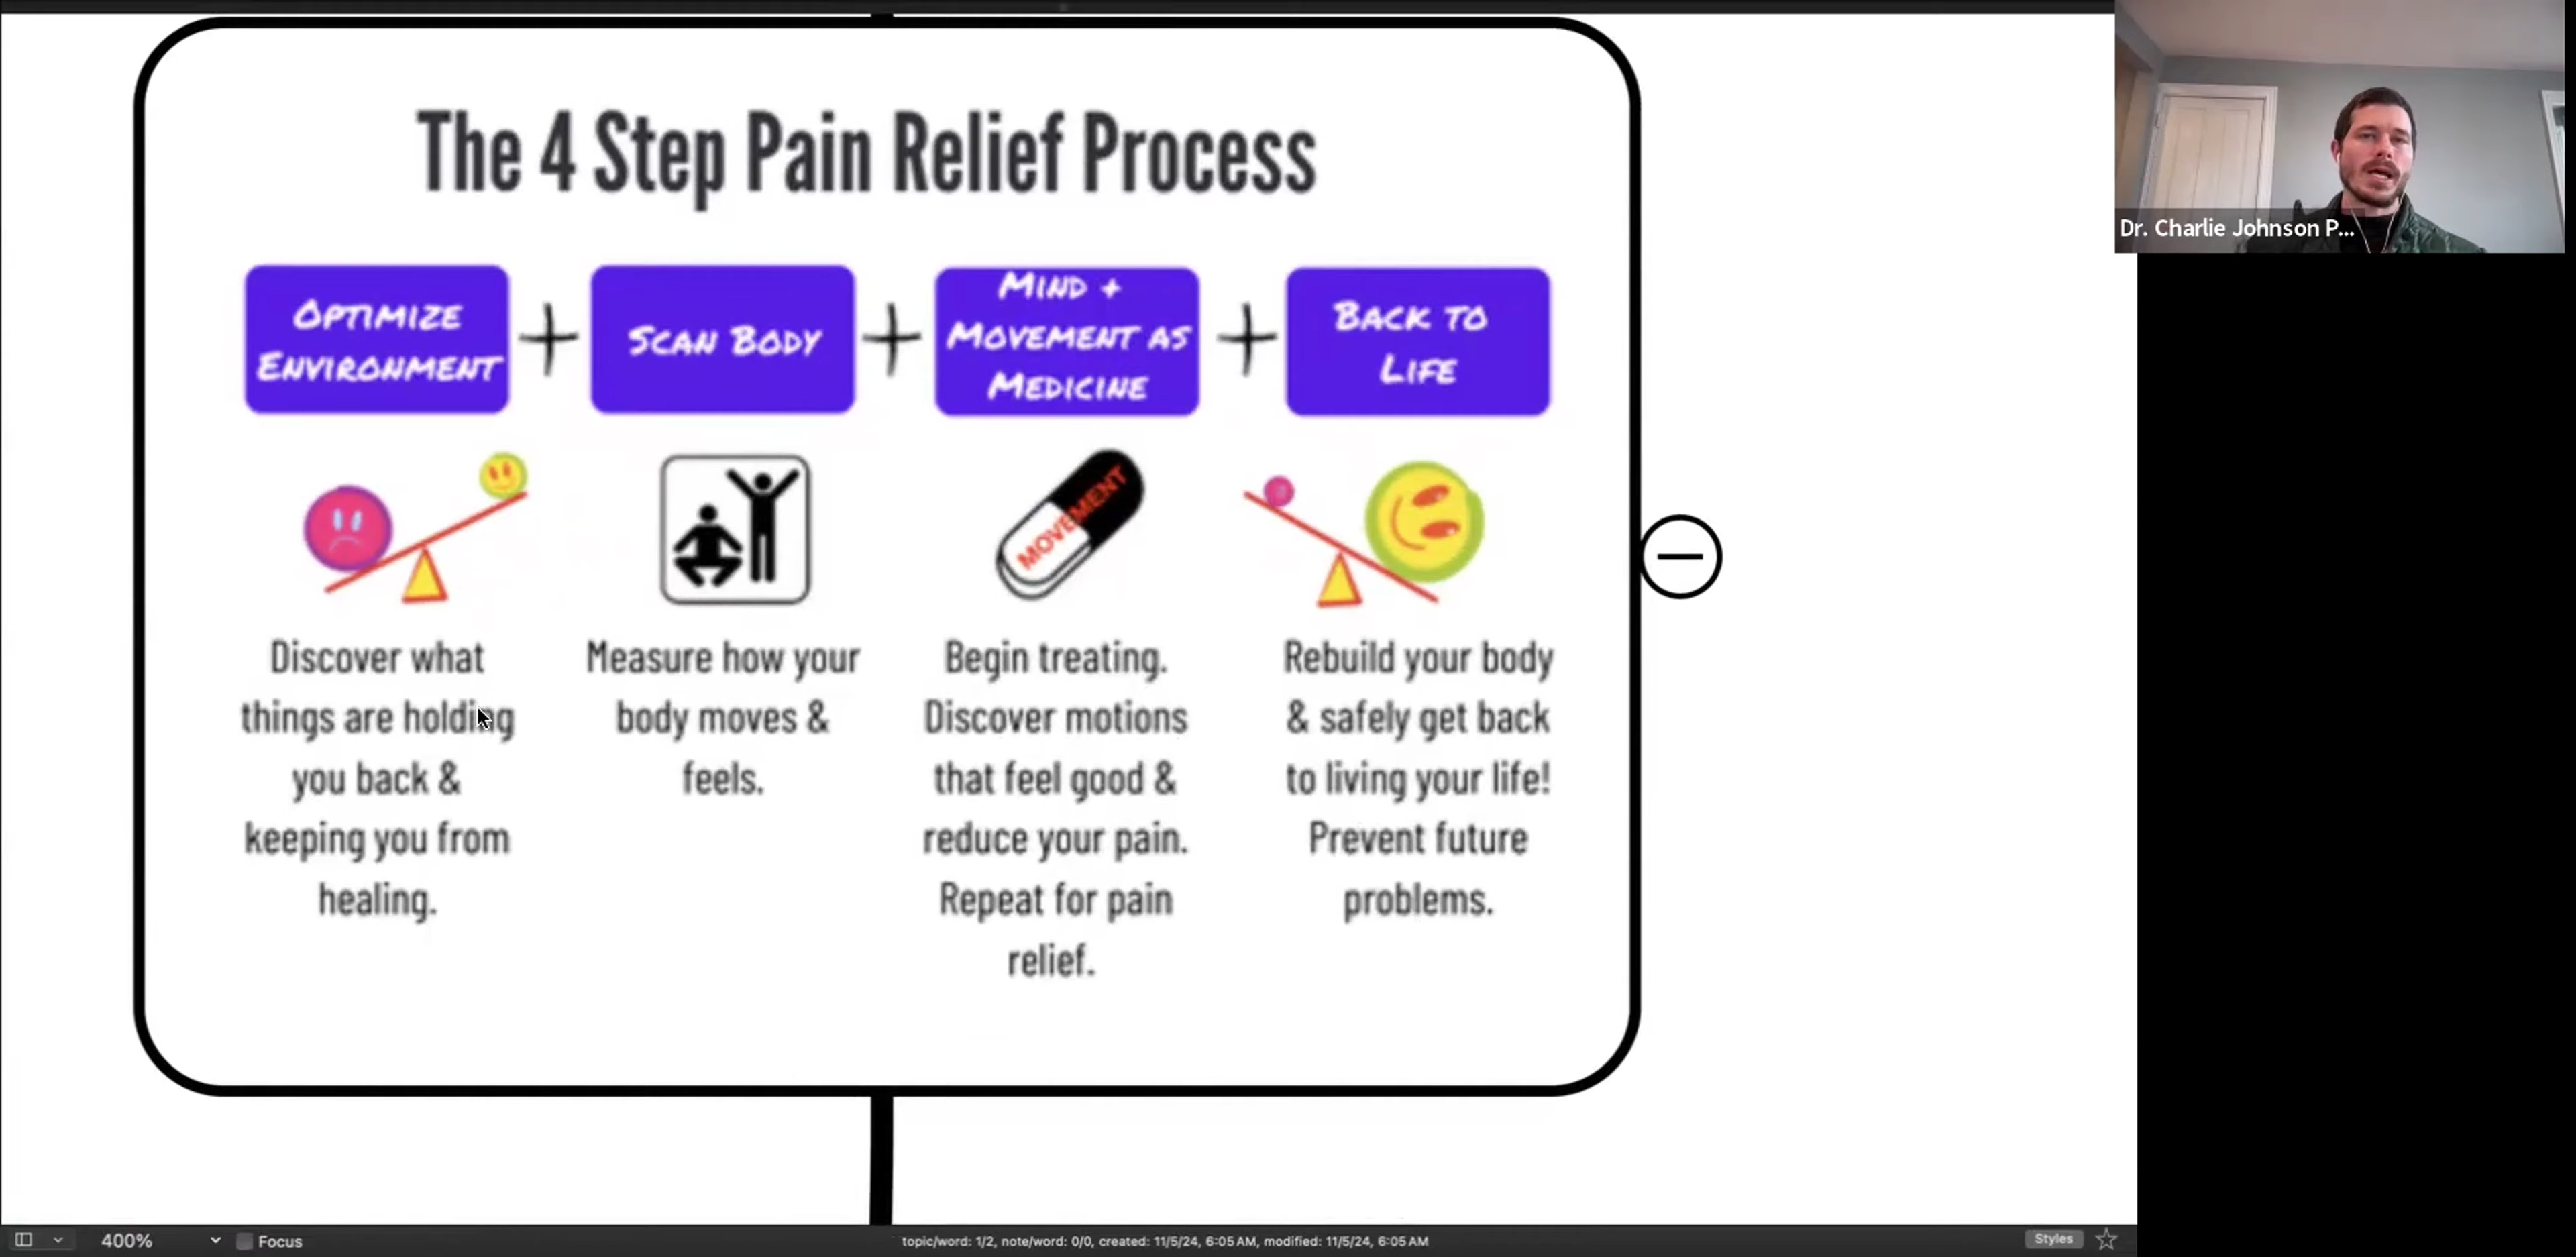 The 4 Step Pain Relief Process
OPTIMIZE
ENVIRONMENT
SCAN BODY
MIND +
MOVEMENT AS
MEDICINE
BACK TO
LIFE
MOVEMENT
Discover what
things are holding
you back &
keeping you from
healing.
Measure how your
body moves &
feels.
Begin treating.
Discover motions
that feel good &
reduce your pain.
Repeat for pain
relief.
Rebuild your body
& safely get back
to living your life!
Prevent future
problems.
Dr. Charlie Johnson P...
400%
Focus
topic/word: 1/2, note/word: 0/0, created: 11/5/24, 6:05 AM, modified: 11/5/24, 6:05 AM
Styles